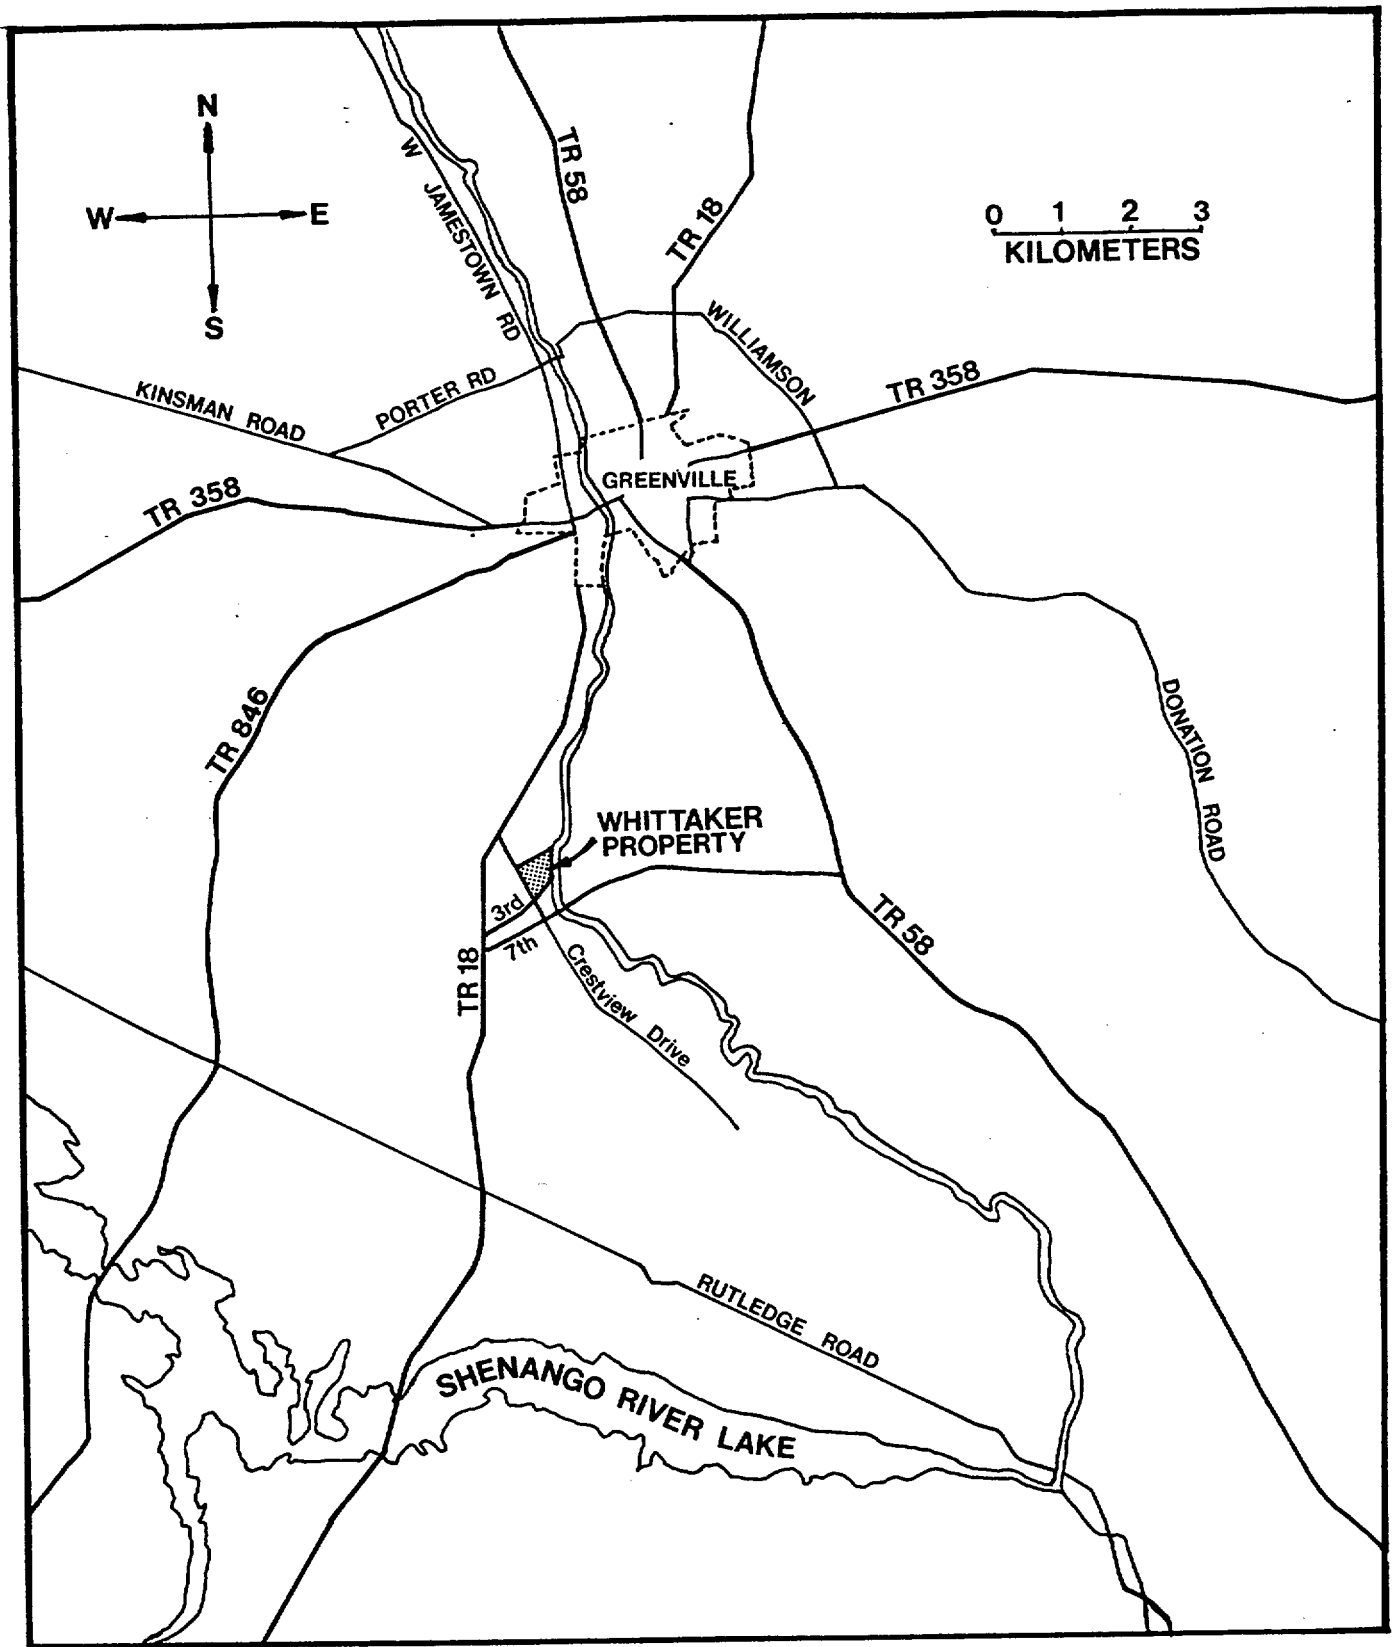 N
W E
S
W JAMESTOWN RD
TR 58
TR 18
0 1 2 3
KILOMETERS
WILLIAMSON
KINSMAN ROAD
PORTER RD
TR 358
TR 358
GREENVILLE
TR 846
DONATION ROAD
WHITTAKER
PROPERTY
3rd
7th
TR 18
Crestview Drive
TR 58
RUTLEDGE ROAD
SHENANGO RIVER LAKE